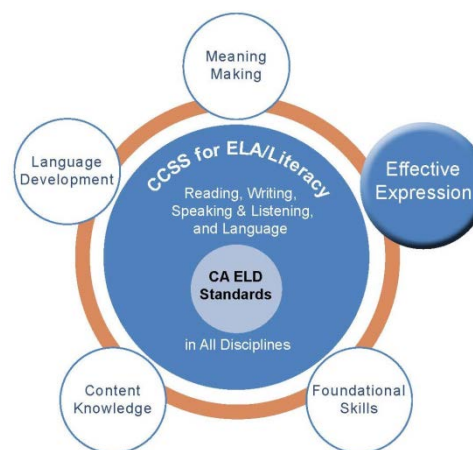 Meaning
Making
Language
Development
Effective
Expression
CCSS for ELA/Literacy
Reading, Writing,
Speaking & Listening,
and Language
CA ELD
Standards
in All Disciplines
Content
Knowledge
Foundational
Skills